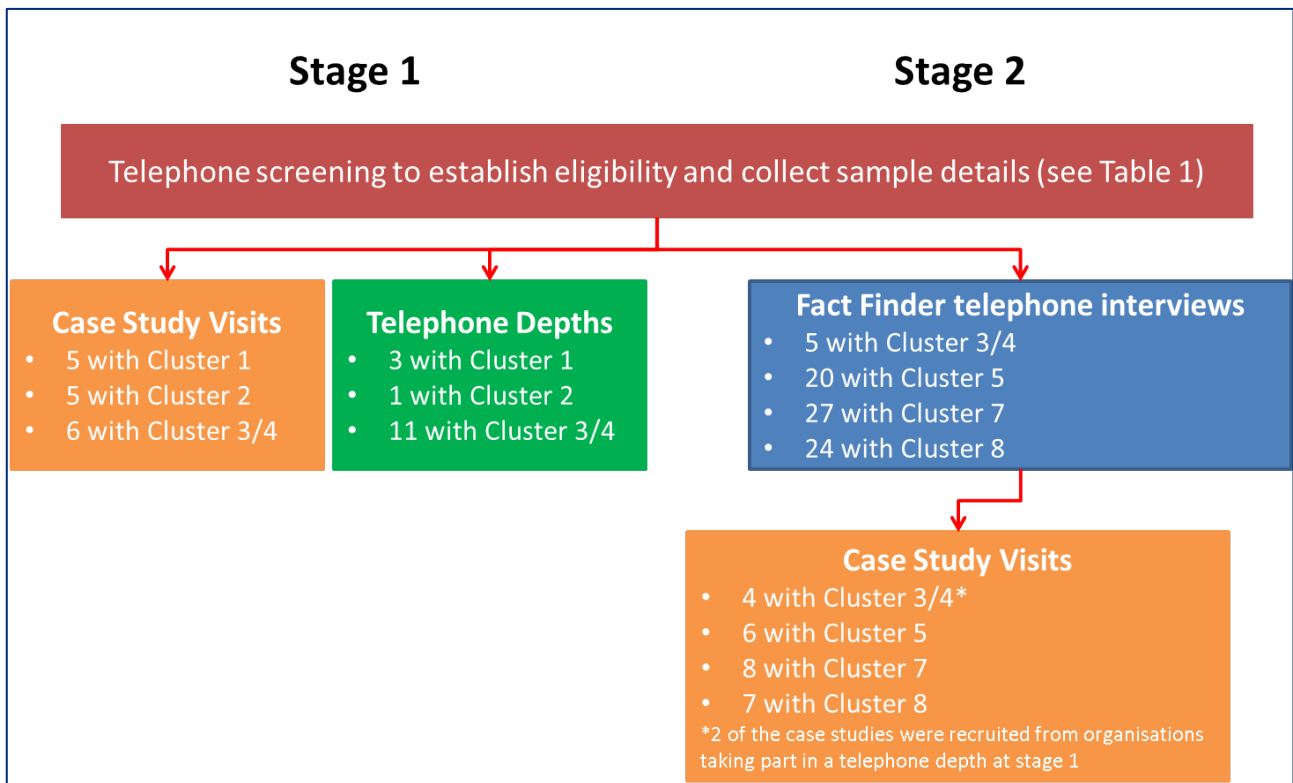 Stage 1
Stage 2
Telephone screening to establish eligibility and collect sample details (see Table 1)
Case Study Visits
• 5 with Cluster 1
• 5 with Cluster 2
• 6 with Cluster 3/4
Telephone Depths
• 3 with Cluster 1
• 1 with Cluster 2
• 11 with Cluster 3/4
Fact Finder telephone interviews
• 5 with Cluster 3/4
• 20 with Cluster 5
• 27 with Cluster 7
• 24 with Cluster 8
Case Study Visits
• 4 with Cluster 3/4*
• 6 with Cluster 5
• 8 with Cluster 7
• 7 with Cluster 8
*2 of the case studies were recruited from organisations
taking part in a telephone depth at stage 1